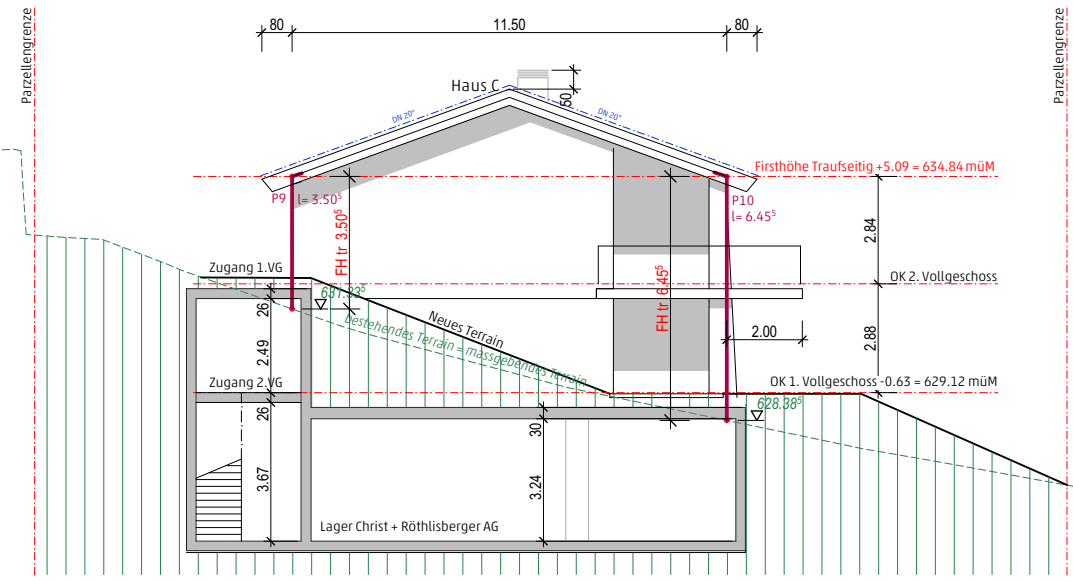 80
11.50
80
Parzellengrenze
Parzellengrenze
Haus C
50
DN 20°
DN 20°
Firsthöhe Traufseitig +5.09 = 634.84 müM
P9
l= 3.50⁵
P10
l= 6.45⁵
FH tr 3.50⁵
FH tr 6.45⁵
2.84
Zugang 1.VG
OK 2. Vollgeschoss
631.33⁵
26
Neues Terrain
bestehendes Terrain = massgebendes Terrain
2.00
2.88
2.49
Zugang 2.VG
OK 1. Vollgeschoss -0.63 = 629.12 müM
628.38⁵
26
30
3.67
3.24
Lager Christ + Röthlisberger AG